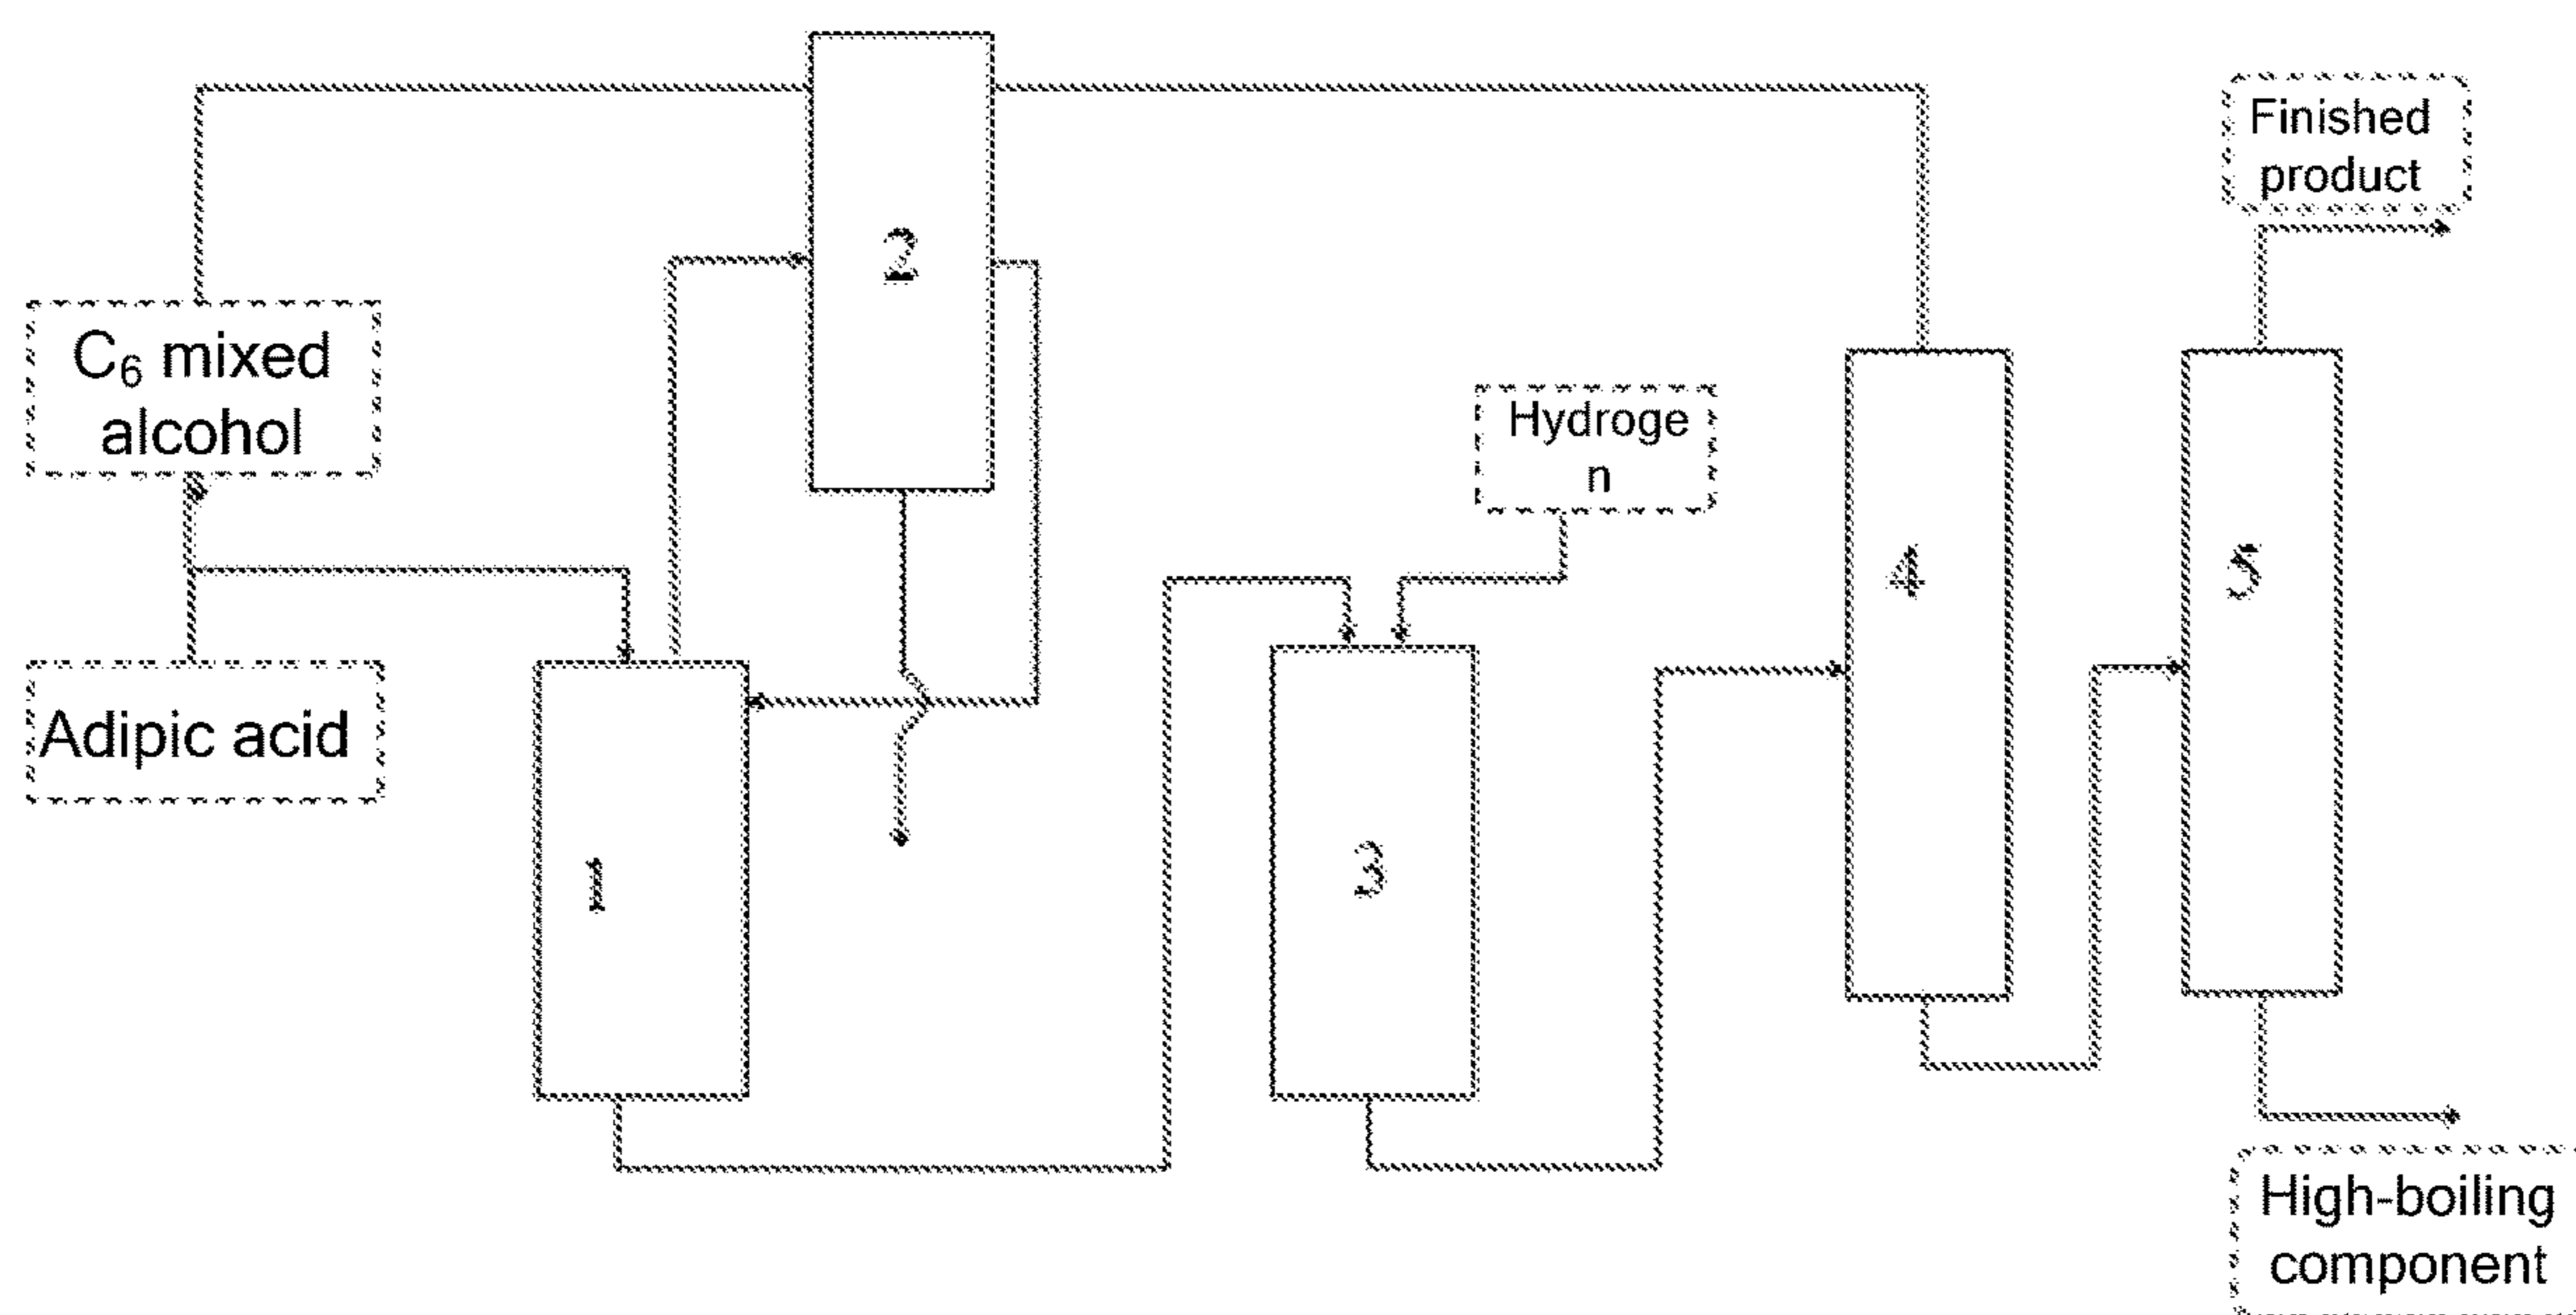 2
Finished
product
C₆ mixed
alcohol
Hydroge
n
4
5
Adipic acid
1
3
High-boiling
component